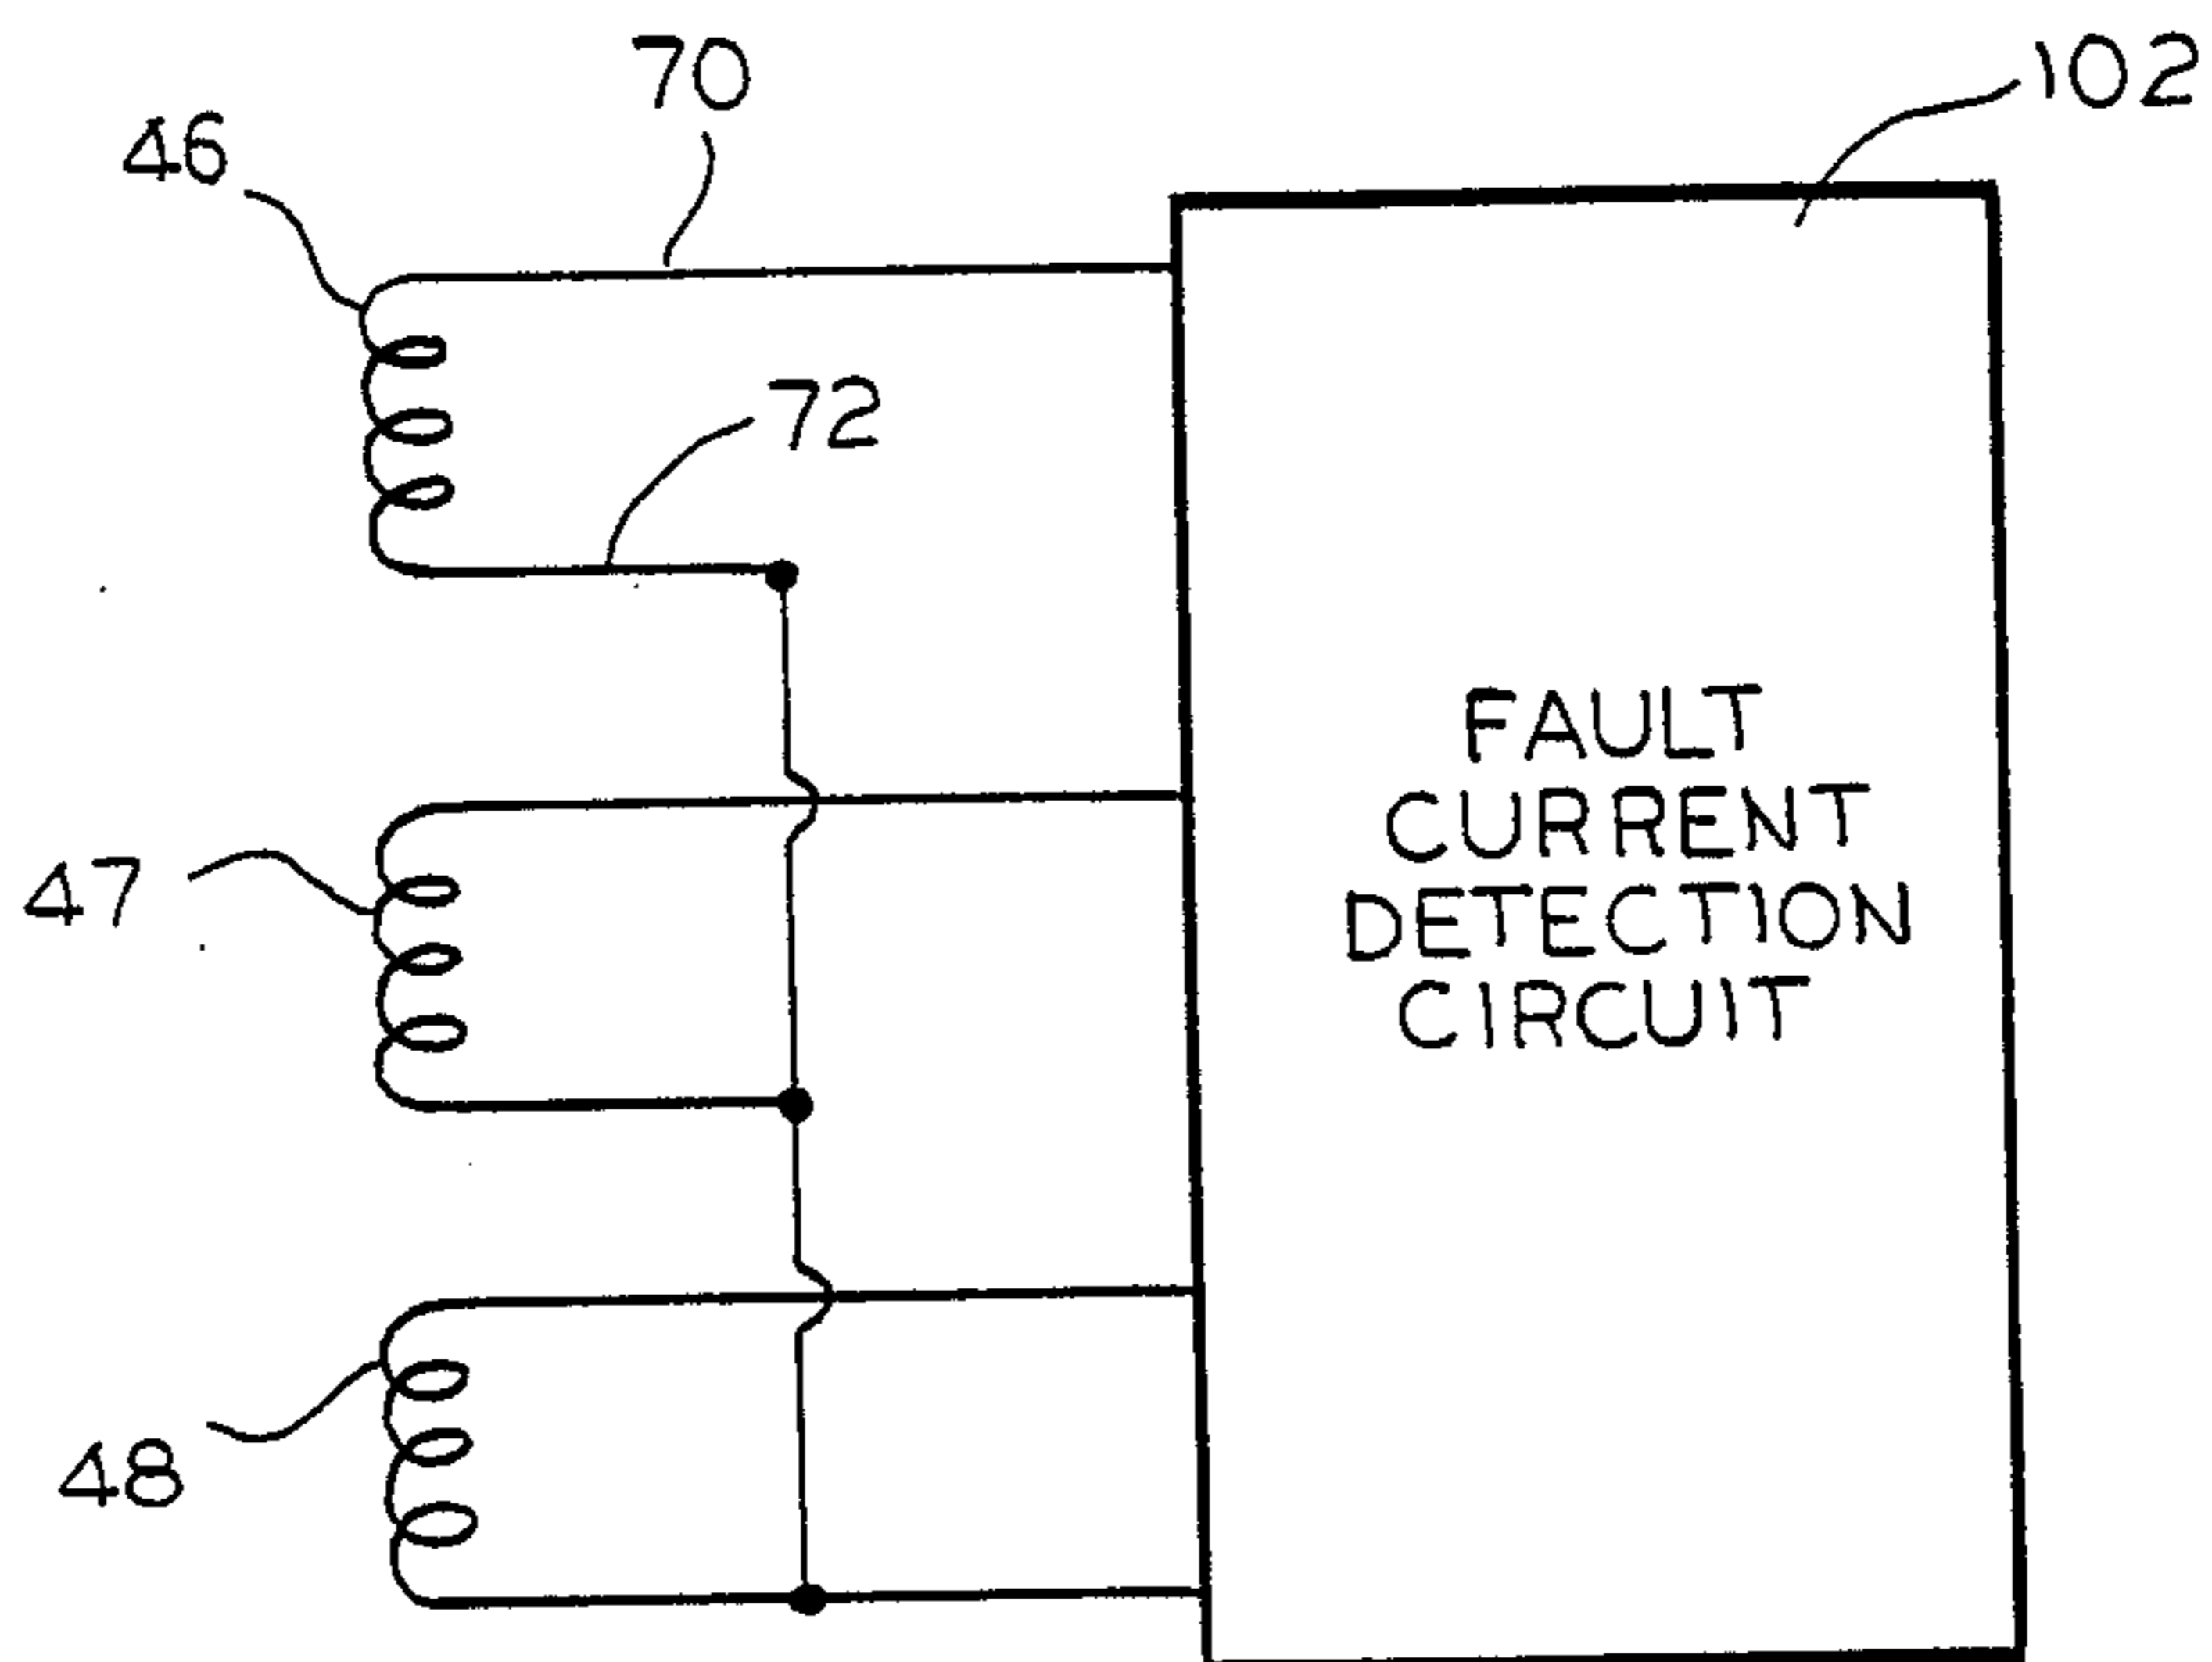 70
102
46
72
FAULT
CURRENT
DETECTION
CIRCUIT
47
48